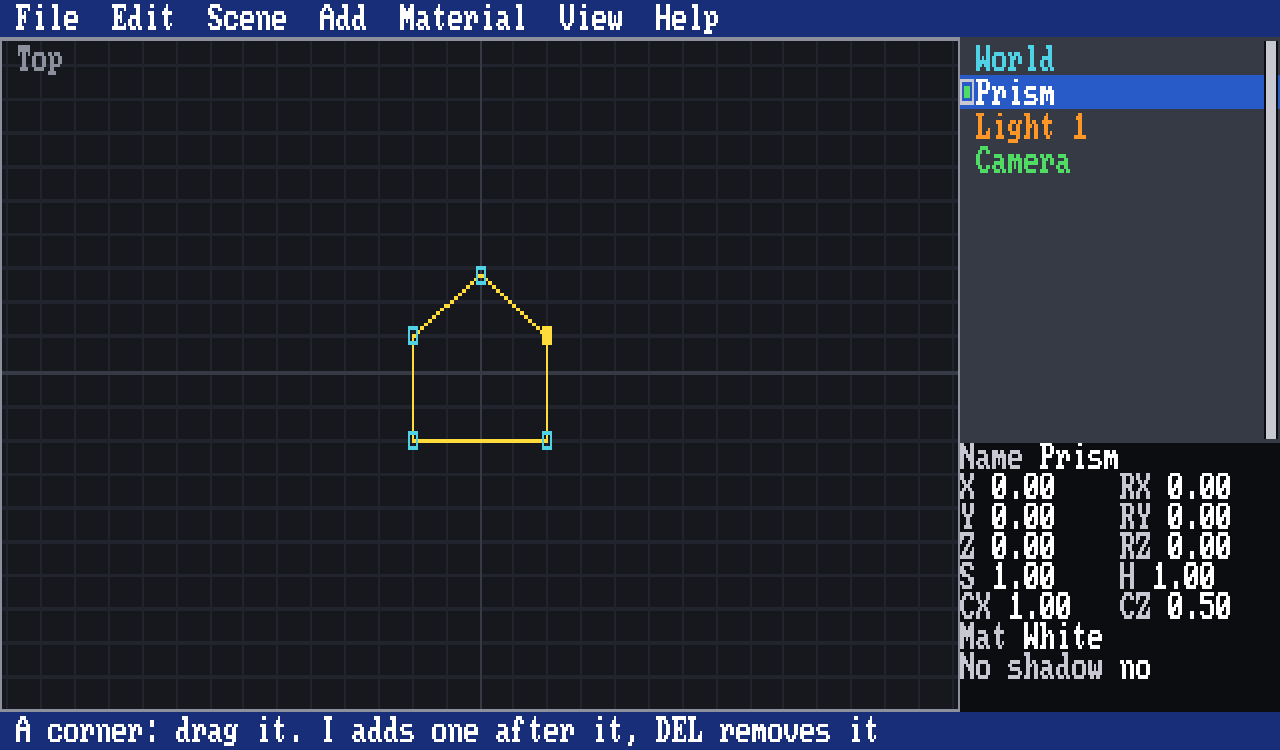 File Edit Scene Add Material View Help
Top
World
Prism
Light 1
Camera
Name Prism
X 0.00 RX 0.00
Y 0.00 RY 0.00
Z 0.00 RZ 0.00
S 1.00 H 1.00
CX 1.00 CZ 0.50
Mat White
No shadow no
A corner: drag it. I adds one after it, DEL removes it